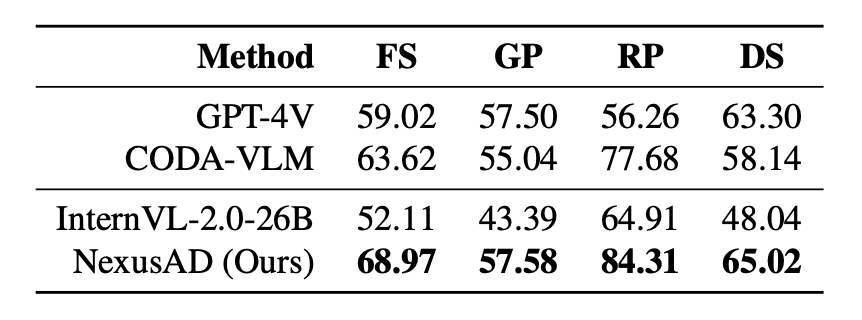 Method FS GP RP DS
GPT-4V 59.02 57.50 56.26 63.30
CODA-VLM 63.62 55.04 77.68 58.14
InternVL-2.0-26B 52.11 43.39 64.91 48.04
NexusAD (Ours) 68.97 57.58 84.31 65.02